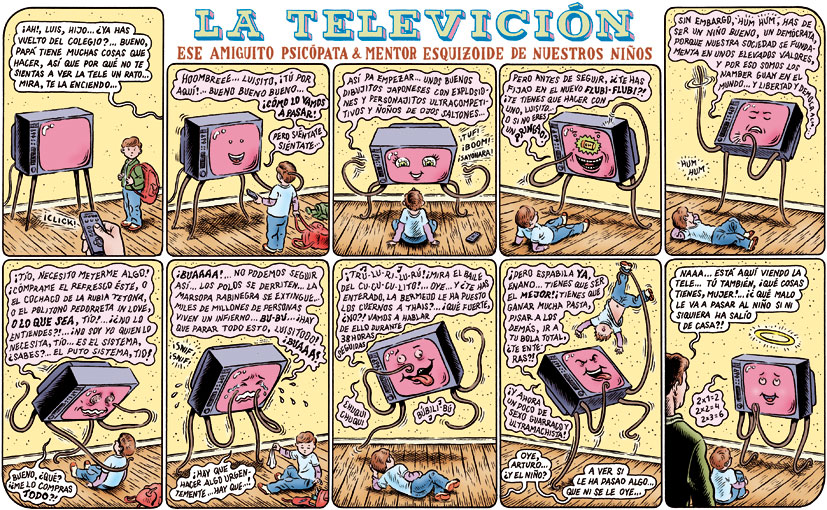 LA TELEVICIÓN
ESE AMIGUITO PSICÓPATA & MENTOR ESQUIZOIDE DE NUESTROS NIÑOS
¡AH!, LUIS, HIJO... ¿YA HAS
VUELTO DEL COLEGIO?... BUENO,
PAPÁ TIENE MUCHAS COSAS QUE
HACER, ASÍ QUE POR QUÉ NO TE
SIENTAS A VER LA TELE UN RATO...
MIRA, TE LA ENCIENDO...
¡CLICK!
HOOMBREEE... LUISITO, ¡TÚ POR
AQUÍ!... BUENO BUENO BUENO...
¡CÓMO LO VAMOS
A PASAR!
PERO SIÉNTATE
SIÉNTATE...
ASÍ PA EMPEZAR... UNOS BUENOS
DIBUJITOS JAPONESES CON EXPLOSIO-
NES Y PERSONAJITOS ULTRACOMPETI-
TIVOS Y ÑOÑOS DE OJOS SALTONES...
¡TUF!
¡BOOM!
¡SAYONARA!
PERO ANTES DE SEGUIR, ¿¿TE HAS
FIJADO EN EL NUEVO FLUBI-FLUBI?!
¡TE TIENES QUE HACER CON
UNO, LUISITO,
O SI NO ERES
UN PRINGAO!
SIN EMBARGO, HUM HUM, HAS DE
SER UN NIÑO BUENO, UN DEMÓCRATA,
PORQUE NUESTRA SOCIEDAD SE FUNDA-
MENTA EN UNOS ELEVADOS VALORES,
Y POR ESO SOMOS LOS
NAMBER GUAN EN EL
MUNDO... Y LIBERTAD Y DEMOCRACIA
HUM
HUM
¡TÍO, NECESITO METERME ALGO!
¡CÓMPRAME EL REFRESCO ÉSTE, O
EL COCHACO DE LA RUBIA TETONA,
O EL POLITONO PEDORRETA IN LOVE,
O LO QUE SEA, TÍO!... ¿¿NO LO
ENTIENDES?!... ¡NO SOY YO QUIEN LO
NECESITA, TÍO... ES EL SISTEMA,
SABES?... EL PUTO SISTEMA, TÍO!
BUENO, ¿QUÉ?
¿¡ME LO COMPRAS
TODO?!
¡BUAAAA!... NO PODEMOS SEGUIR
ASÍ... LOS POLOS SE DERRITEN... LA
MARSOPA RABINEGRA SE EXTINGUE...
MILES DE MILLONES DE PERSONAS
VIVEN UN INFIERNO... BU-BU... ¡HAY
QUE PARAR TODO ESTO, LUISITOOO!
¡BUAAAS
¡SNIF!
¡SNIF!
¡HAY QUE
HACER ALGO URGEN-
TEMENTE... HAY QUE...!
¡TRU-LU-RI-RU-RÚ! ¡MIRA EL BAILE
DEL CU-CU-CU-LITO!... OYE... Y ¿TE HAS
ENTERADO, LA BERMEJO LE HA PUESTO
LOS CUERNOS A THAIS?... ¡QUÉ FUERTE,
¿NO?! VAMOS A HABLAR
DE ELLO DURANTE
38 HORAS
SEGUIDAS
CHUQUI
CHUQUI
BÚBILI-BÚ
¡PERO ESPABILA YA,
ENANO... TIENES QUE SER
EL MEJOR! ¡TIENES QUE
GANAR MUCHA PASTA,
PISAR A LOS
DEMÁS, IR A
TU BOLA TOTAL,
¿TE ENTE-
RAS?!
¡Y AHORA
UN POCO DE
SEXO GUARRACO Y
ULTRAMACHISTA!
OYE,
ARTURO...
¿Y EL NIÑO?
A VER SI
LE HA PASAO ALGO...
QUE NI SE LE OYE...
NAAA... ESTÁ AQUÍ VIENDO LA
TELE... TÚ TAMBIÉN, ¡QUÉ COSAS
TIENES, MUJER!... ¿¡QUÉ MALO
LE VA A PASAR AL NIÑO SI NI
SIQUIERA HA SALÍO
DE CASA?!
2X1=2
2X2=4
2X3=6